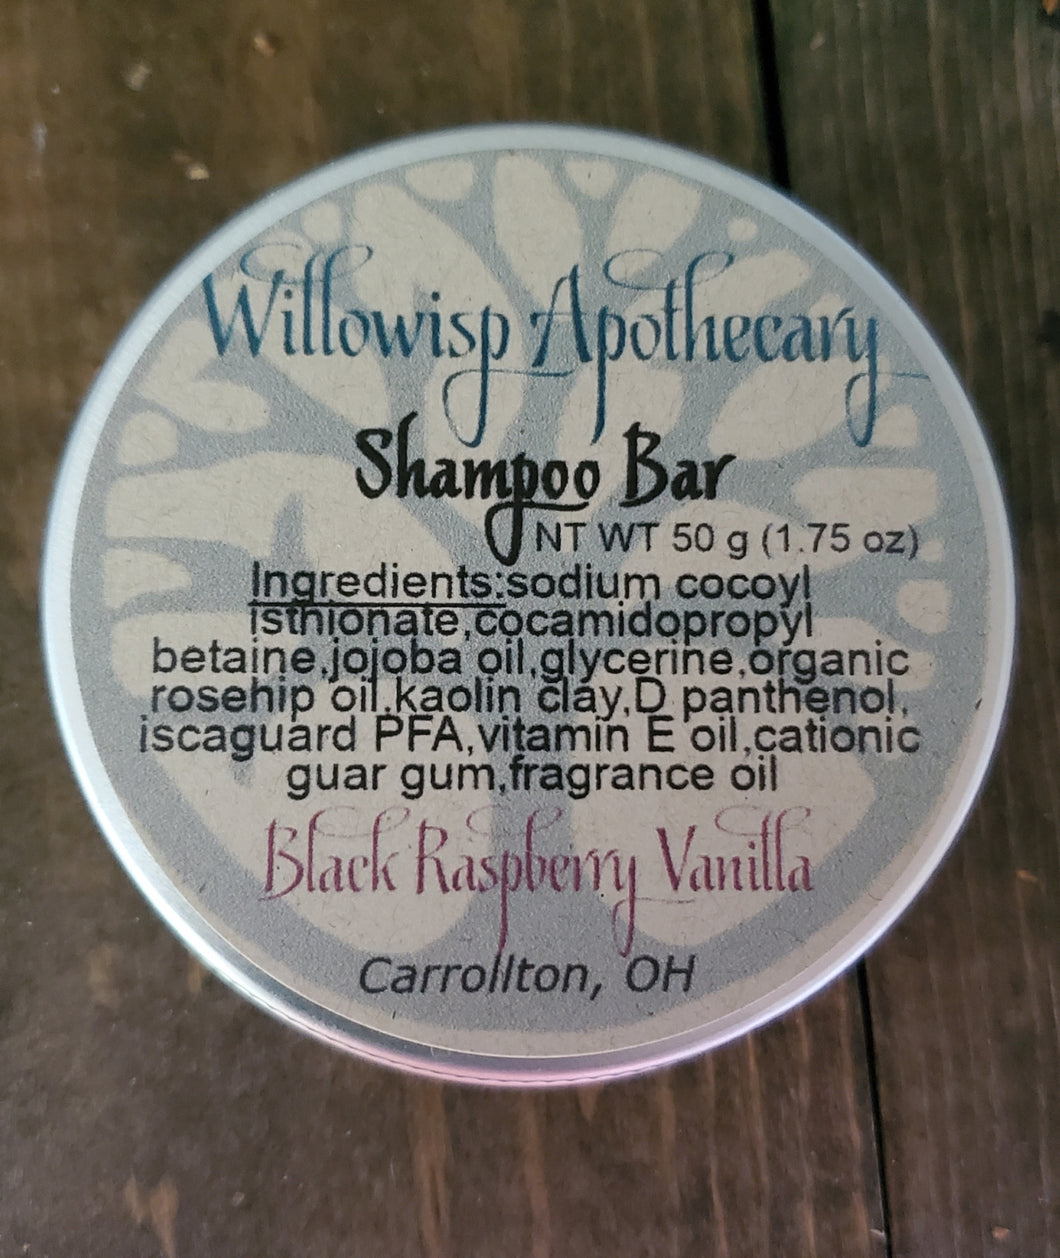 Willowisp Apothecary
Shampoo Bar
NT WT 50 g (1.75 oz)
Ingredients:sodium cocoyl
isthionate,cocamidopropyl
betaine,jojoba oil,glycerine,organic
rosehip oil,kaolin clay,D panthenol,
iscaguard PFA,vitamin E oil,cationic
guar gum,fragrance oil
Black Raspberry Vanilla
Carrollton, OH